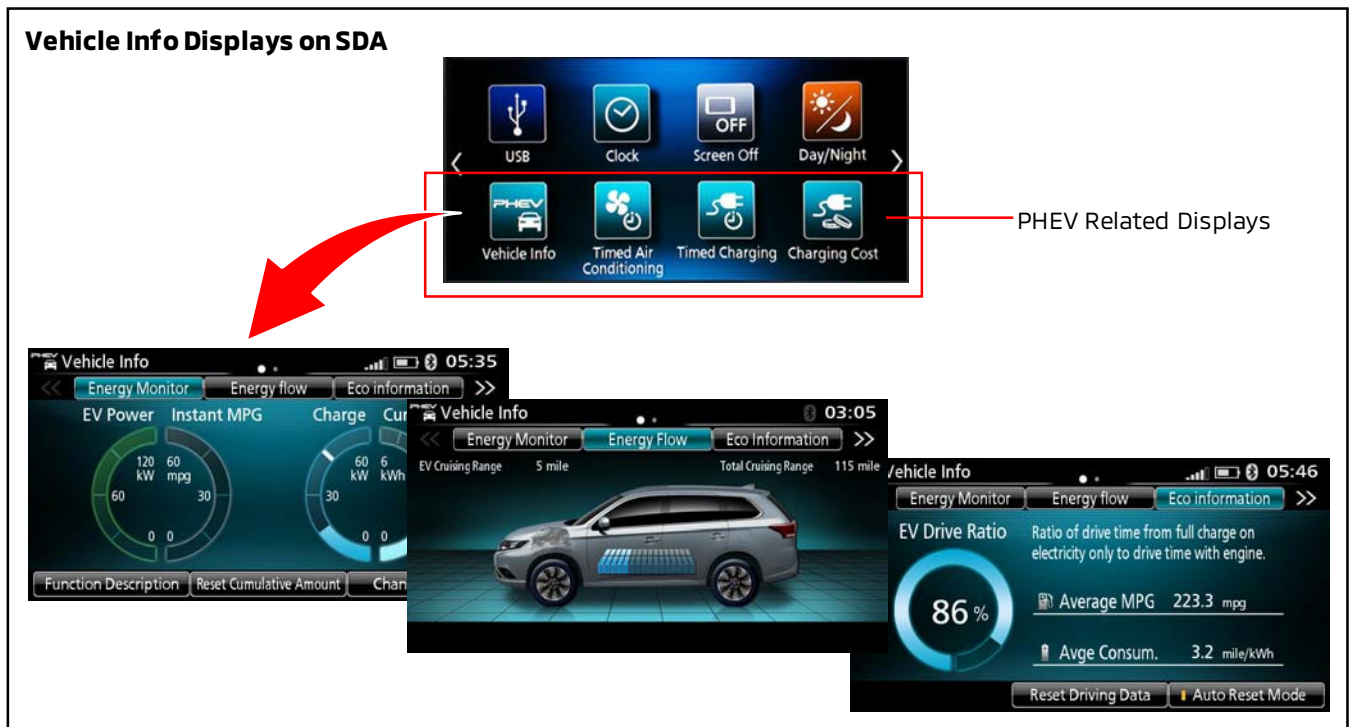 Vehicle Info Displays on SDA
OFF
USB
Clock
Screen Off
Day/Night
PHEV
PHEV Related Displays
Vehicle Info
Timed Air
Conditioning
Timed Charging
Charging Cost
PHEV
Vehicle Info
05:35
Energy Monitor
Energy flow
Eco information
EV Power
Instant MPG
Charge
Cur
120
kW
60
mpg
60
kW
6
kWh
60
30
30
0
0
0
0
Function Description
Reset Cumulative Amount
Chan
PHEV
Vehicle Info
03:05
Energy Monitor
Energy Flow
Eco Information
EV Cruising Range
5 mile
Total Cruising Range
115 mile
Vehicle Info
05:46
Energy Monitor
Energy flow
Eco information
EV Drive Ratio
Ratio of drive time from full charge on
electricity only to drive time with engine.
86 %
Average MPG 223.3 mpg
Avge Consum. 3.2 mile/kWh
Reset Driving Data
Auto Reset Mode